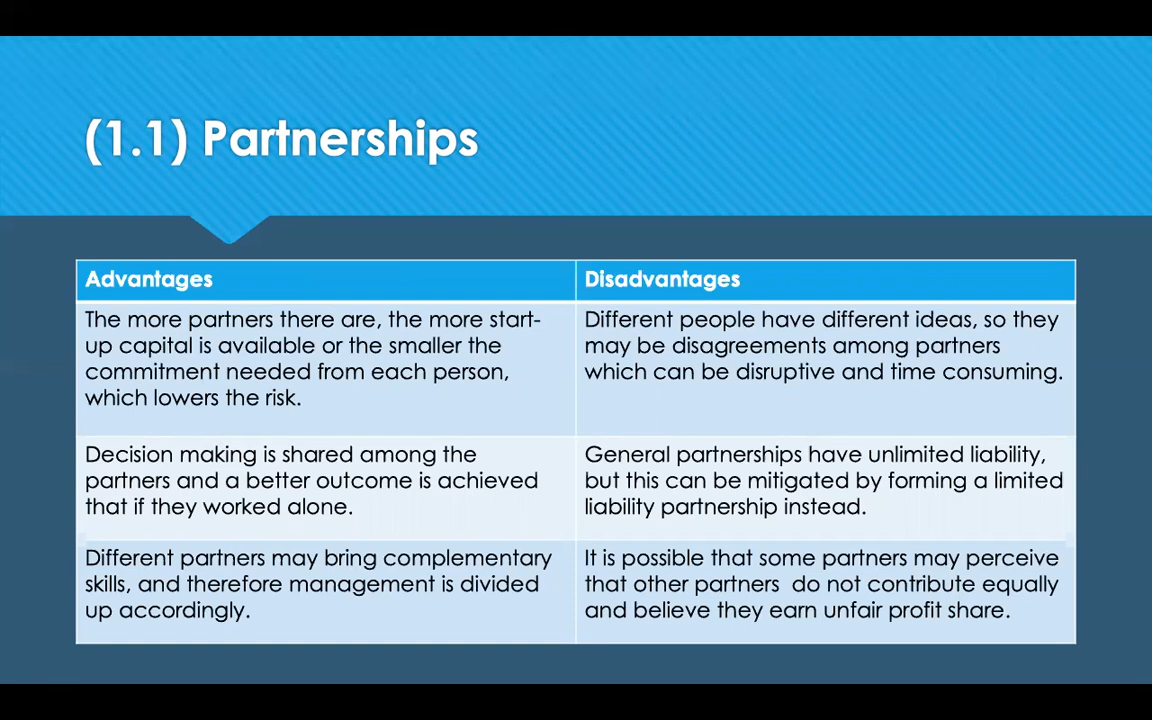 (1.1) Partnerships
Advantages
Disadvantages
The more partners there are, the more start-
up capital is available or the smaller the
commitment needed from each person,
which lowers the risk.
Different people have different ideas, so they
may be disagreements among partners
which can be disruptive and time consuming.
Decision making is shared among the
partners and a better outcome is achieved
that if they worked alone.
General partnerships have unlimited liability,
but this can be mitigated by forming a limited
liability partnership instead.
Different partners may bring complementary
skills, and therefore management is divided
up accordingly.
It is possible that some partners may perceive
that other partners  do not contribute equally
and believe they earn unfair profit share.